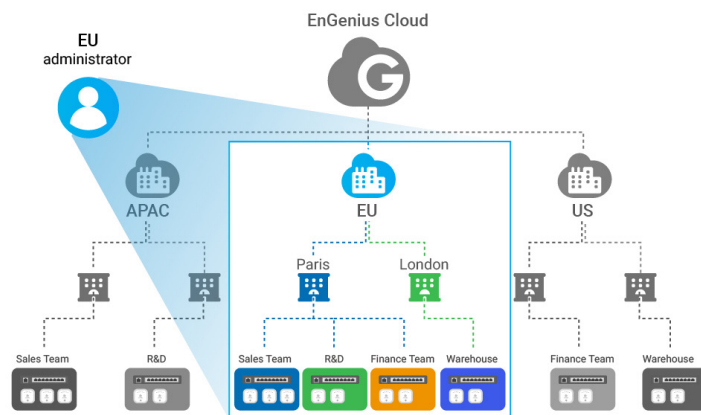 EnGenius Cloud
EU
administrator
APAC
EU
US
Paris
London
Sales Team
R&D
Sales Team
R&D
Finance Team
Warehouse
Finance Team
Warehouse